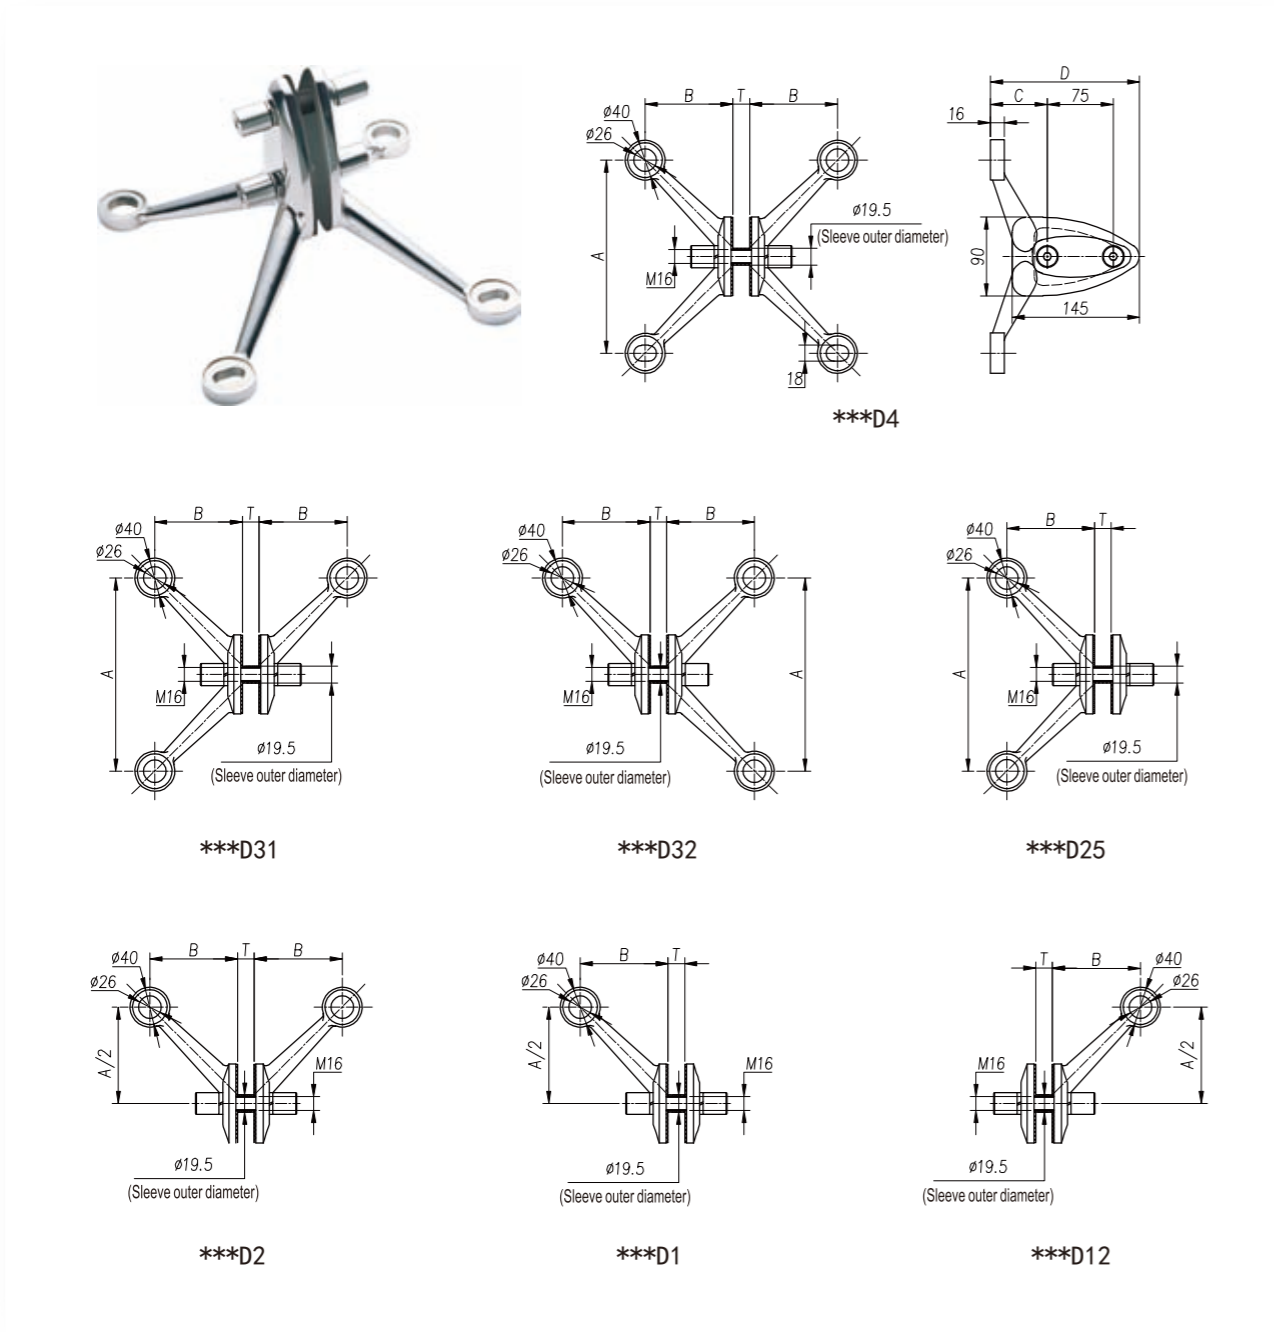 B T B
D
C 75
16
ø40
ø26
ø19.5
(Sleeve outer diameter)
A
M16
90
145
18
***D4
B T B
ø40
ø26
A
M16
ø19.5
(Sleeve outer diameter)
***D31
B T B
ø40
ø26
A
M16
ø19.5
(Sleeve outer diameter)
***D32
B T
ø40
ø26
A
M16
ø19.5
(Sleeve outer diameter)
***D25
B T B
ø40
ø26
A/2
M16
ø19.5
(Sleeve outer diameter)
***D2
B T
ø40
ø26
A/2
M16
ø19.5
(Sleeve outer diameter)
***D1
T B
ø40
ø26
A/2
M16
ø19.5
(Sleeve outer diameter)
***D12